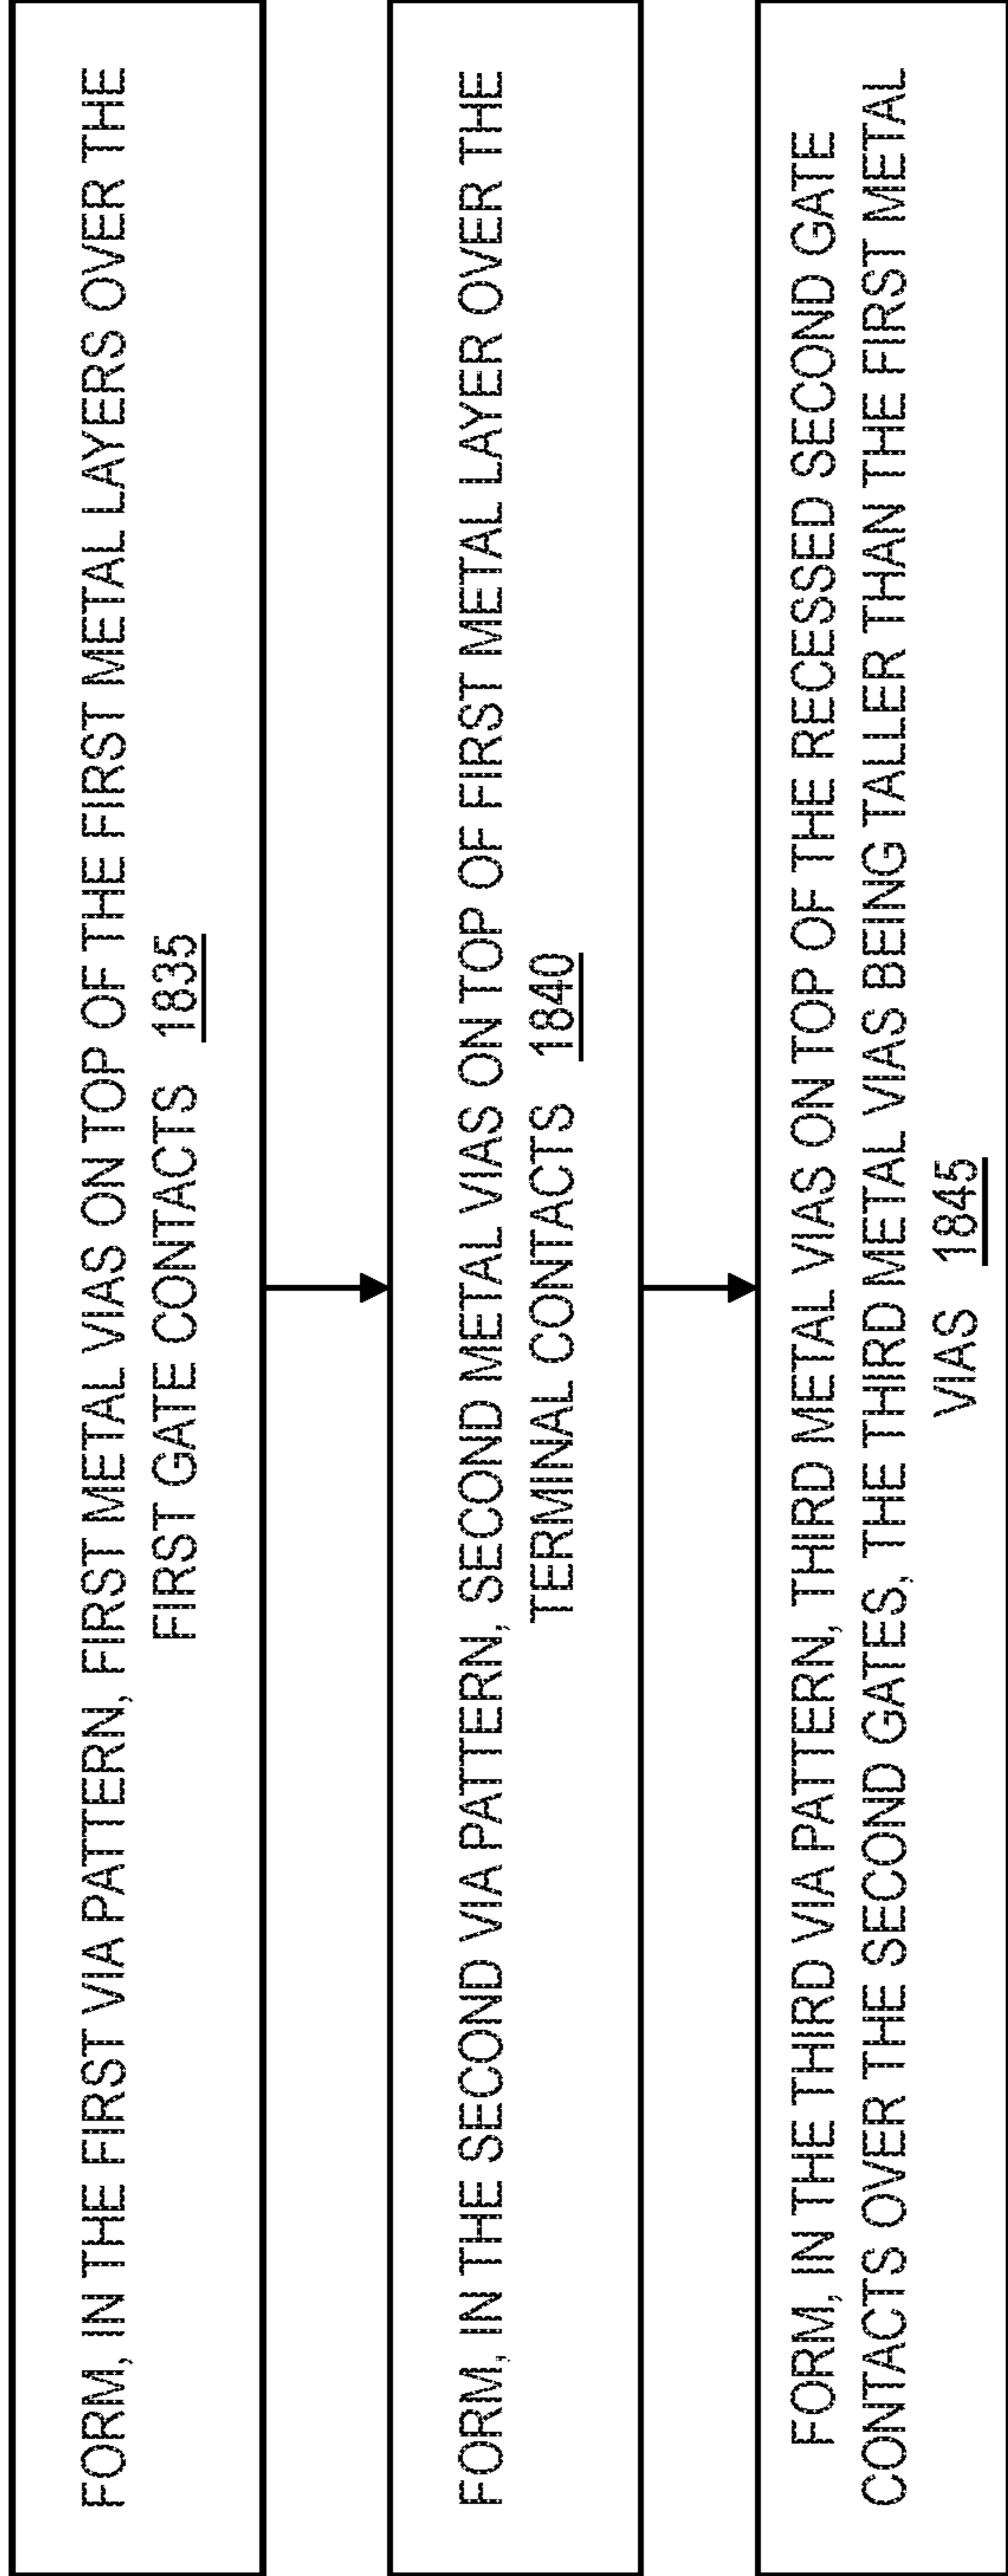 FORM, IN THE FIRST VIA PATTERN, FIRST METAL VIAS ON TOP OF THE FIRST METAL LAYERS OVER THE
FIRST GATE CONTACTS 1835
FORM, IN THE SECOND VIA PATTERN, SECOND METAL VIAS ON TOP OF FIRST METAL LAYER OVER THE
TERMINAL CONTACTS 1840
FORM, IN THE THIRD VIA PATTERN, THIRD METAL VIAS ON TOP OF THE RECESSED SECOND GATE
CONTACTS OVER THE SECOND GATES, THE THIRD METAL VIAS BEING TALLER THAN THE FIRST METAL
VIAS 1845